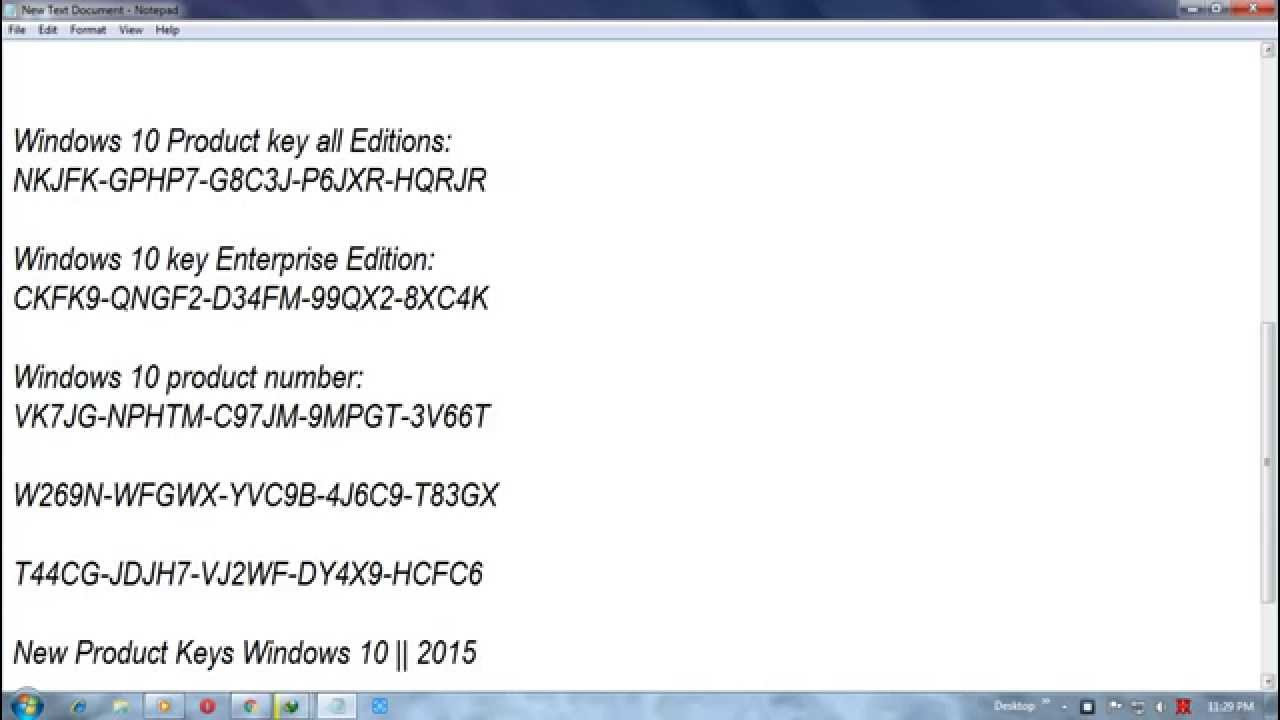 New Text Document - Notepad
File Edit Format View Help
Windows 10 Product key all Editions:
NKJFK-GPHP7-G8C3J-P6JXR-HQRJR
Windows 10 key Enterprise Edition:
CKFK9-QNGF2-D34FM-99QX2-8XC4K
Windows 10 product number:
VK7JG-NPHTM-C97JM-9MPGT-3V66T
W269N-WFGWX-YVC9B-4J6C9-T83GX
T44CG-JDJH7-VJ2WF-DY4X9-HCFC6
New Product Keys Windows 10 || 2015
Desktop 11:29 PM